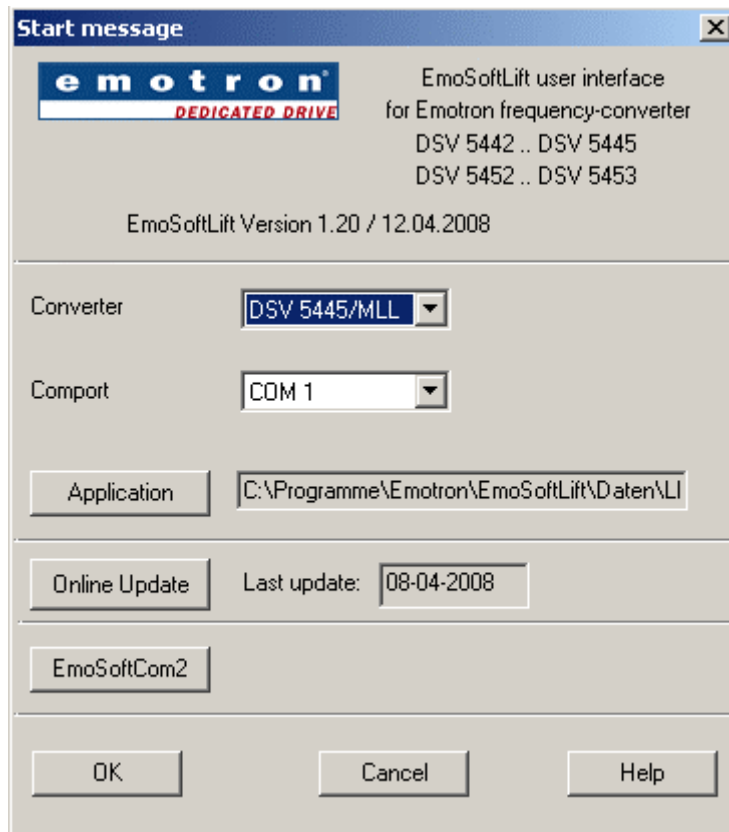 Start message
emotron
DEDICATED DRIVE
EmoSoftLift user interface
for Emotron frequency-converter
DSV 5442 .. DSV 5445
DSV 5452 .. DSV 5453
EmoSoftLift Version 1.20 / 12.04.2008
Converter
DSV 5445/MLL
Comport
COM 1
Application
C:\Programme\Emotron\EmoSoftLift\Daten\LI
Online Update
Last update:
08-04-2008
EmoSoftCom2
OK
Cancel
Help